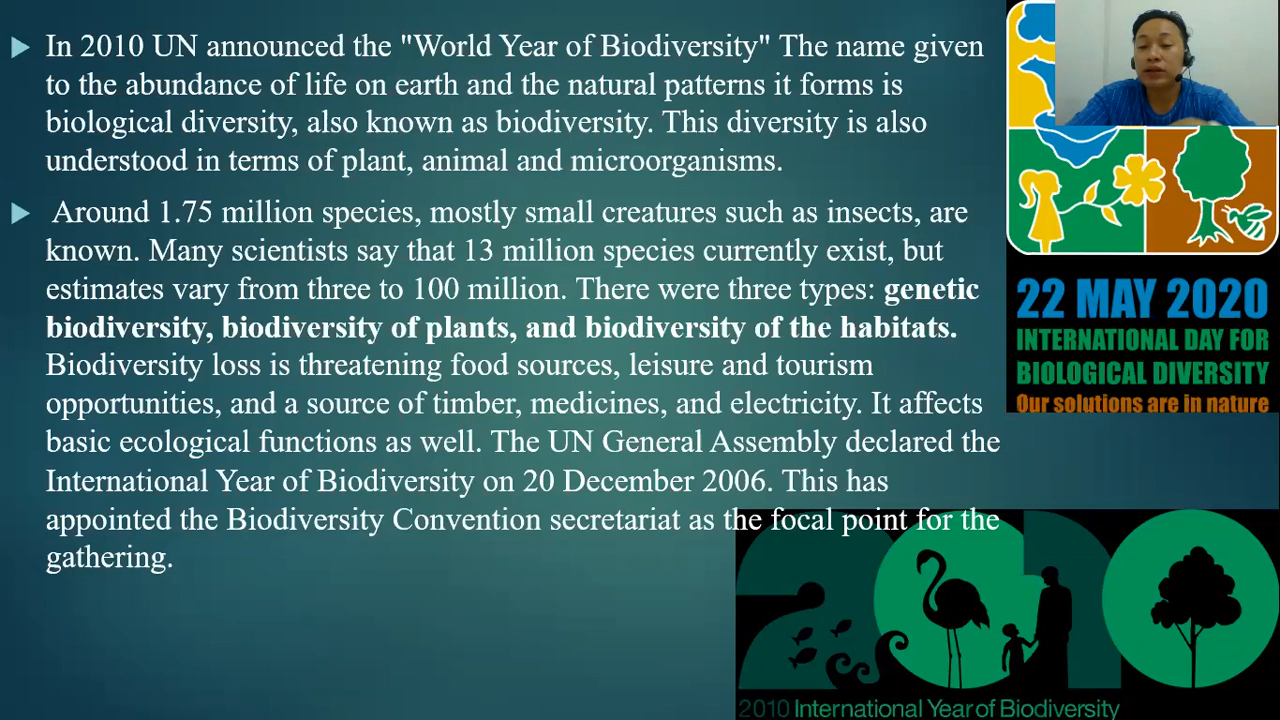 In 2010 UN announced the "World Year of Biodiversity" The name given
to the abundance of life on earth and the natural patterns it forms is
biological diversity, also known as biodiversity. This diversity is also
understood in terms of plant, animal and microorganisms.
Around 1.75 million species, mostly small creatures such as insects, are
known. Many scientists say that 13 million species currently exist, but
estimates vary from three to 100 million. There were three types: genetic
biodiversity, biodiversity of plants, and biodiversity of the habitats.
Biodiversity loss is threatening food sources, leisure and tourism
opportunities, and a source of timber, medicines, and electricity. It affects
basic ecological functions as well. The UN General Assembly declared the
International Year of Biodiversity on 20 December 2006. This has
appointed the Biodiversity Convention secretariat as the focal point for the
gathering.
22 MAY 2020
INTERNATIONAL DAY FOR
BIOLOGICAL DIVERSITY
Our solutions are in nature
2010
2010 International Year of Biodiversity